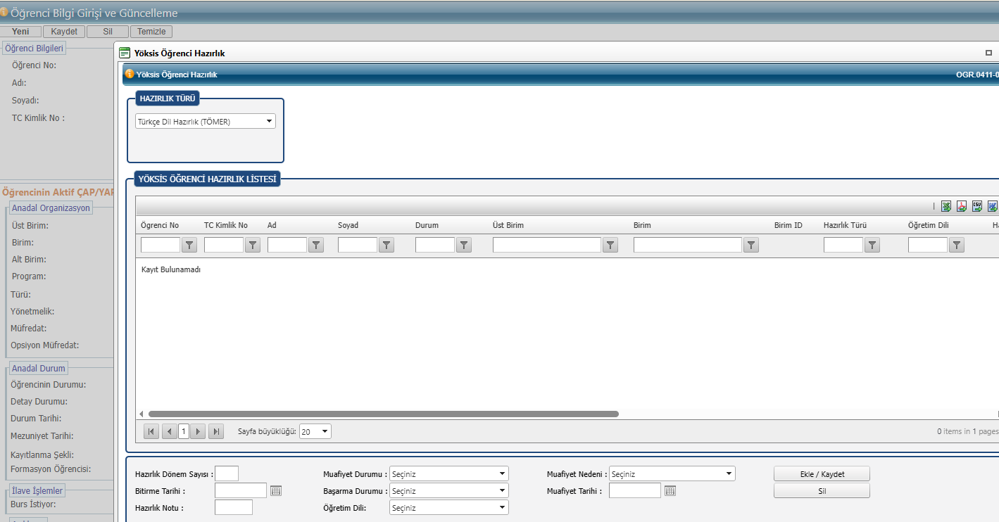 Öğrenci Bilgi Girişi ve Güncelleme
Yeni Kaydet Sil Temizle
Öğrenci Bilgileri
Öğrenci No:
Adı:
Soyadı:
TC Kimlik No :
Öğrencinin Aktif ÇAP/YAP
Anadal Organizasyon
Üst Birim:
Birim:
Alt Birim:
Program:
Türü:
Yönetmelik:
Müfredat:
Opsiyon Müfredat:
Anadal Durum
Öğrencinin Durumu:
Detay Durumu:
Durum Tarihi:
Mezuniyet Tarihi:
Kayıtlanma Şekli:
Formasyon Öğrencisi:
İlave İşlemler
Burs İstiyor:
Yöksis Öğrenci Hazırlık
Yöksis Öğrenci Hazırlık OGR.0411-0
HAZIRLIK TÜRÜ
Türkçe Dil Hazırlık (TÖMER)
YÖKSİS ÖĞRENCİ HAZIRLIK LİSTESİ
Ögrenci No TC Kimlik No Ad Soyad Durum Üst Birim Birim Birim ID Hazırlık Türü Öğretim Dili Ha
Kayıt Bulunamadı
1 Sayfa büyüklüğü: 20 0 items in 1 pages
Hazırlık Dönem Sayısı : Muafiyet Durumu : Seçiniz Muafiyet Nedeni : Seçiniz Ekle / Kaydet
Bitirme Tarihi : Başarma Durumu : Seçiniz Muafiyet Tarihi : Sil
Hazırlık Notu : Öğretim Dili: Seçiniz